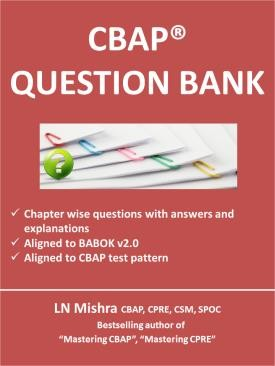 CBAP®
QUESTION BANK
?
✓ Chapter wise questions with answers and
explanations
✓ Aligned to BABOK v2.0
✓ Aligned to CBAP test pattern
LN Mishra CBAP, CPRE, CSM, SPOC
Bestselling author of
“Mastering CBAP”, “Mastering CPRE”